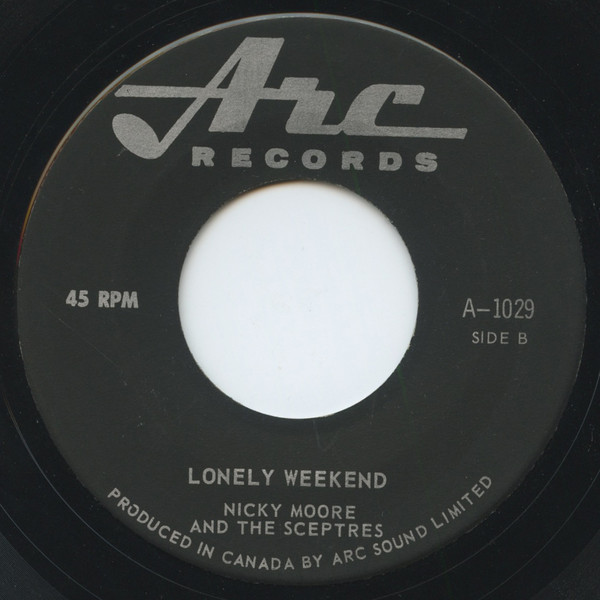 Arc
RECORDS
45 RPM
A-1029
SIDE B
LONELY WEEKEND
NICKY MOORE
AND THE SCEPTRES
PRODUCED IN CANADA BY ARC SOUND LIMITED